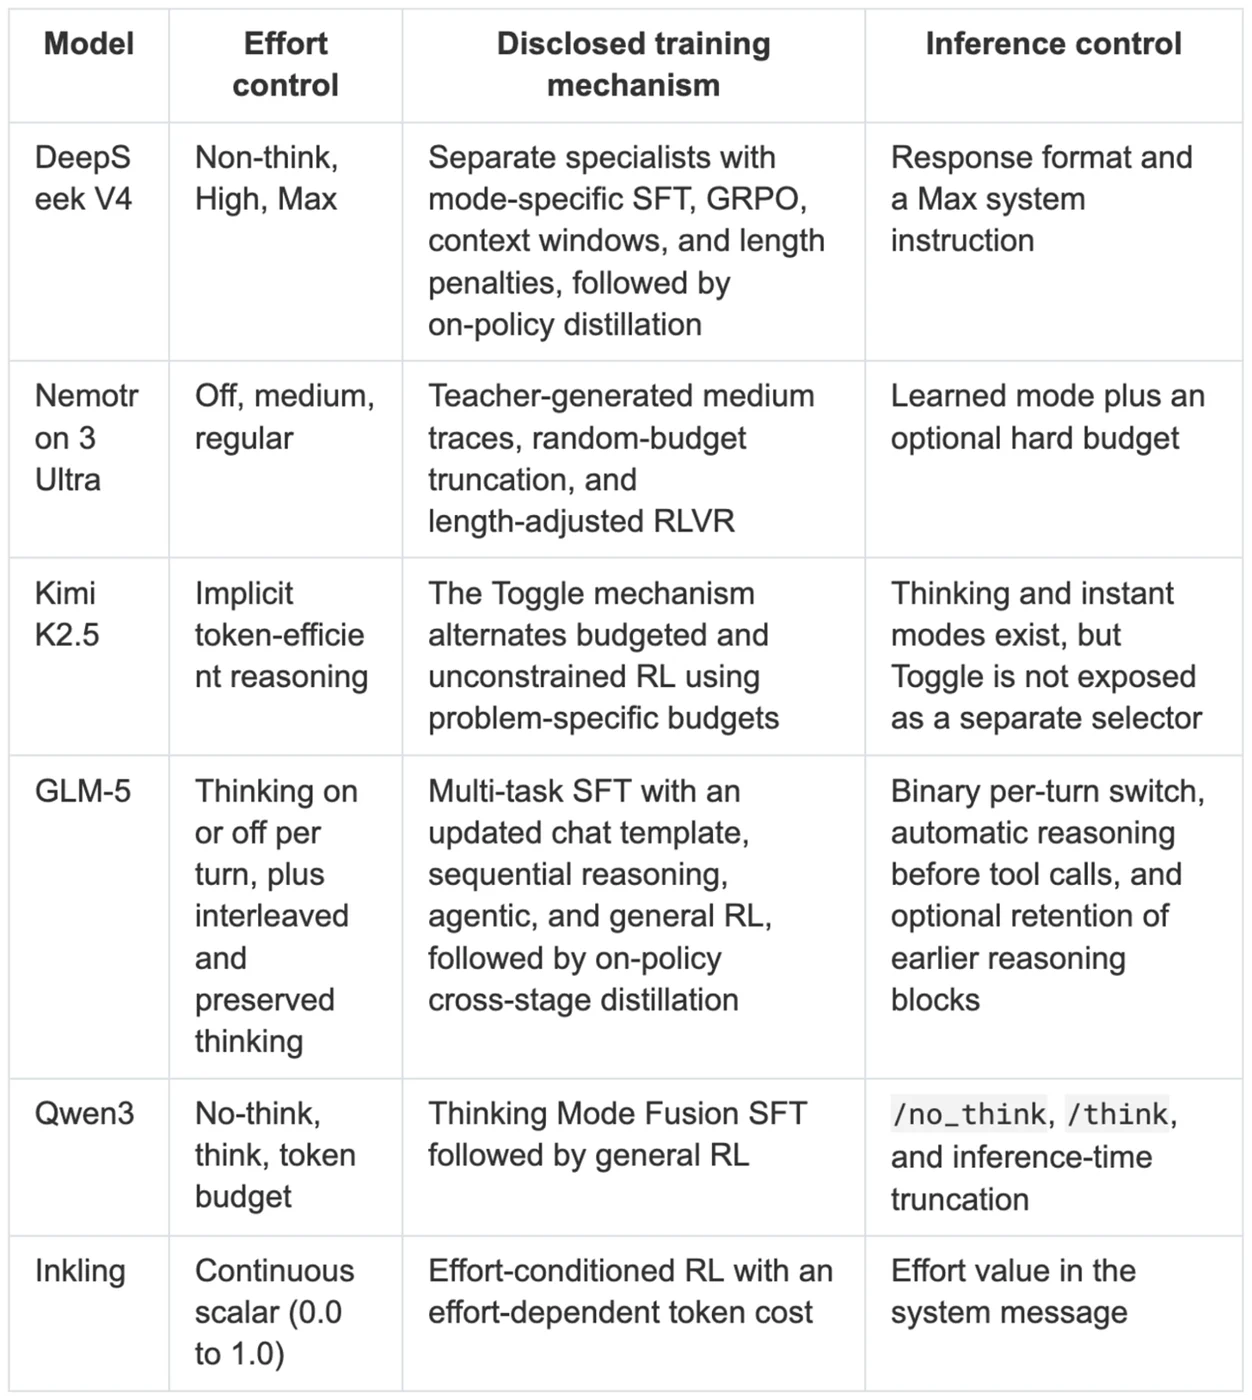 Model
Effort
control
Disclosed training
mechanism
Inference control
DeepS
eek V4
Non-think,
High, Max
Separate specialists with
mode-specific SFT, GRPO,
context windows, and length
penalties, followed by
on-policy distillation
Response format and
a Max system
instruction
Nemotr
on 3
Ultra
Off, medium,
regular
Teacher-generated medium
traces, random-budget
truncation, and
length-adjusted RLVR
Learned mode plus an
optional hard budget
Kimi
K2.5
Implicit
token-efficie
nt reasoning
The Toggle mechanism
alternates budgeted and
unconstrained RL using
problem-specific budgets
Thinking and instant
modes exist, but
Toggle is not exposed
as a separate selector
GLM-5
Thinking on
or off per
turn, plus
interleaved
and
preserved
thinking
Multi-task SFT with an
updated chat template,
sequential reasoning,
agentic, and general RL,
followed by on-policy
cross-stage distillation
Binary per-turn switch,
automatic reasoning
before tool calls, and
optional retention of
earlier reasoning
blocks
Qwen3
No-think,
think, token
budget
Thinking Mode Fusion SFT
followed by general RL
/no_think, /think,
and inference-time
truncation
Inkling
Continuous
scalar (0.0
to 1.0)
Effort-conditioned RL with an
effort-dependent token cost
Effort value in the
system message